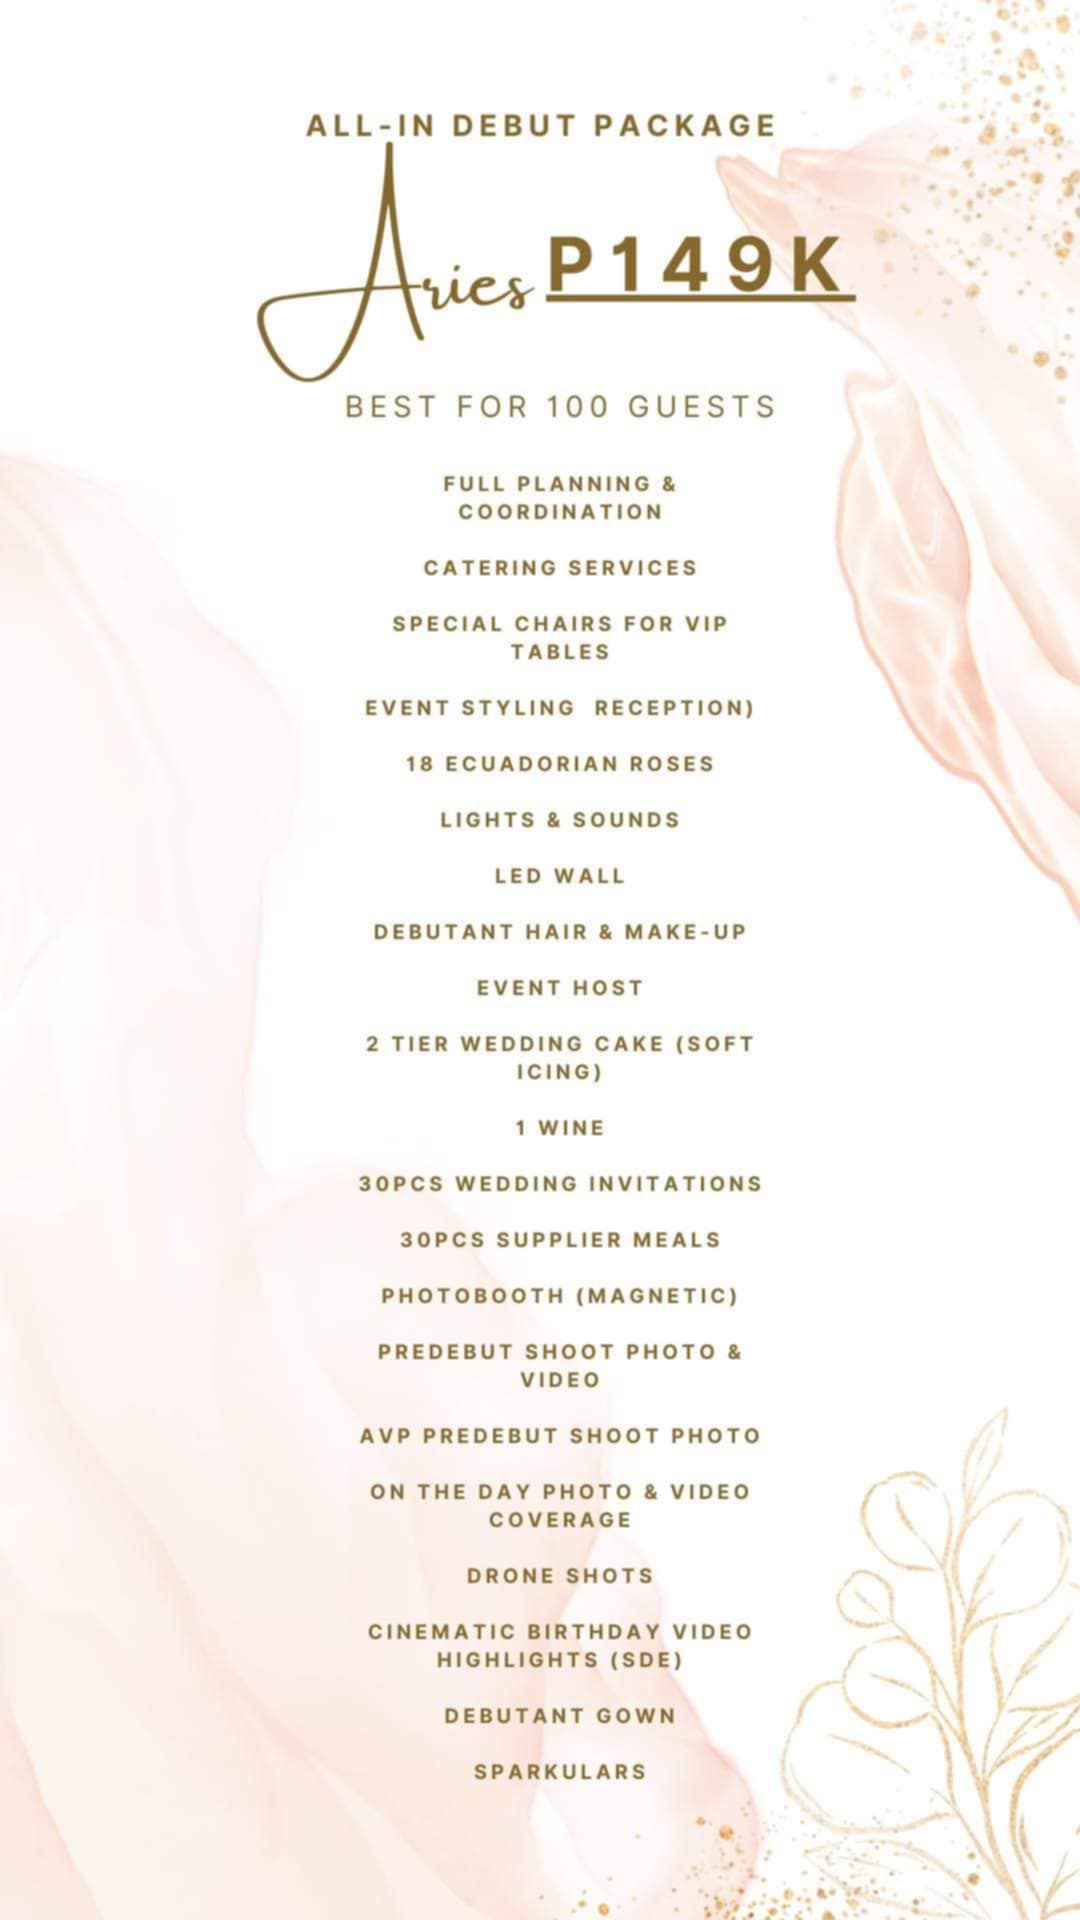 ALL-IN DEBUT PACKAGE
Aries P149K
BEST FOR 100 GUESTS
FULL PLANNING &
COORDINATION
CATERING SERVICES
SPECIAL CHAIRS FOR VIP
TABLES
EVENT STYLING  RECEPTION)
18 ECUADORIAN ROSES
LIGHTS & SOUNDS
LED WALL
DEBUTANT HAIR & MAKE-UP
EVENT HOST
2 TIER WEDDING CAKE (SOFT
ICING)
1 WINE
30PCS WEDDING INVITATIONS
30PCS SUPPLIER MEALS
PHOTOBOOTH (MAGNETIC)
PREDEBUT SHOOT PHOTO &
VIDEO
AVP PREDEBUT SHOOT PHOTO
ON THE DAY PHOTO & VIDEO
COVERAGE
DRONE SHOTS
CINEMATIC BIRTHDAY VIDEO
HIGHLIGHTS (SDE)
DEBUTANT GOWN
SPARKULARS